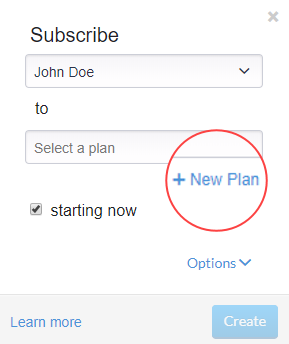 Subscribe
John Doe
to
Select a plan
+ New Plan
starting now
Options
Learn more
Create